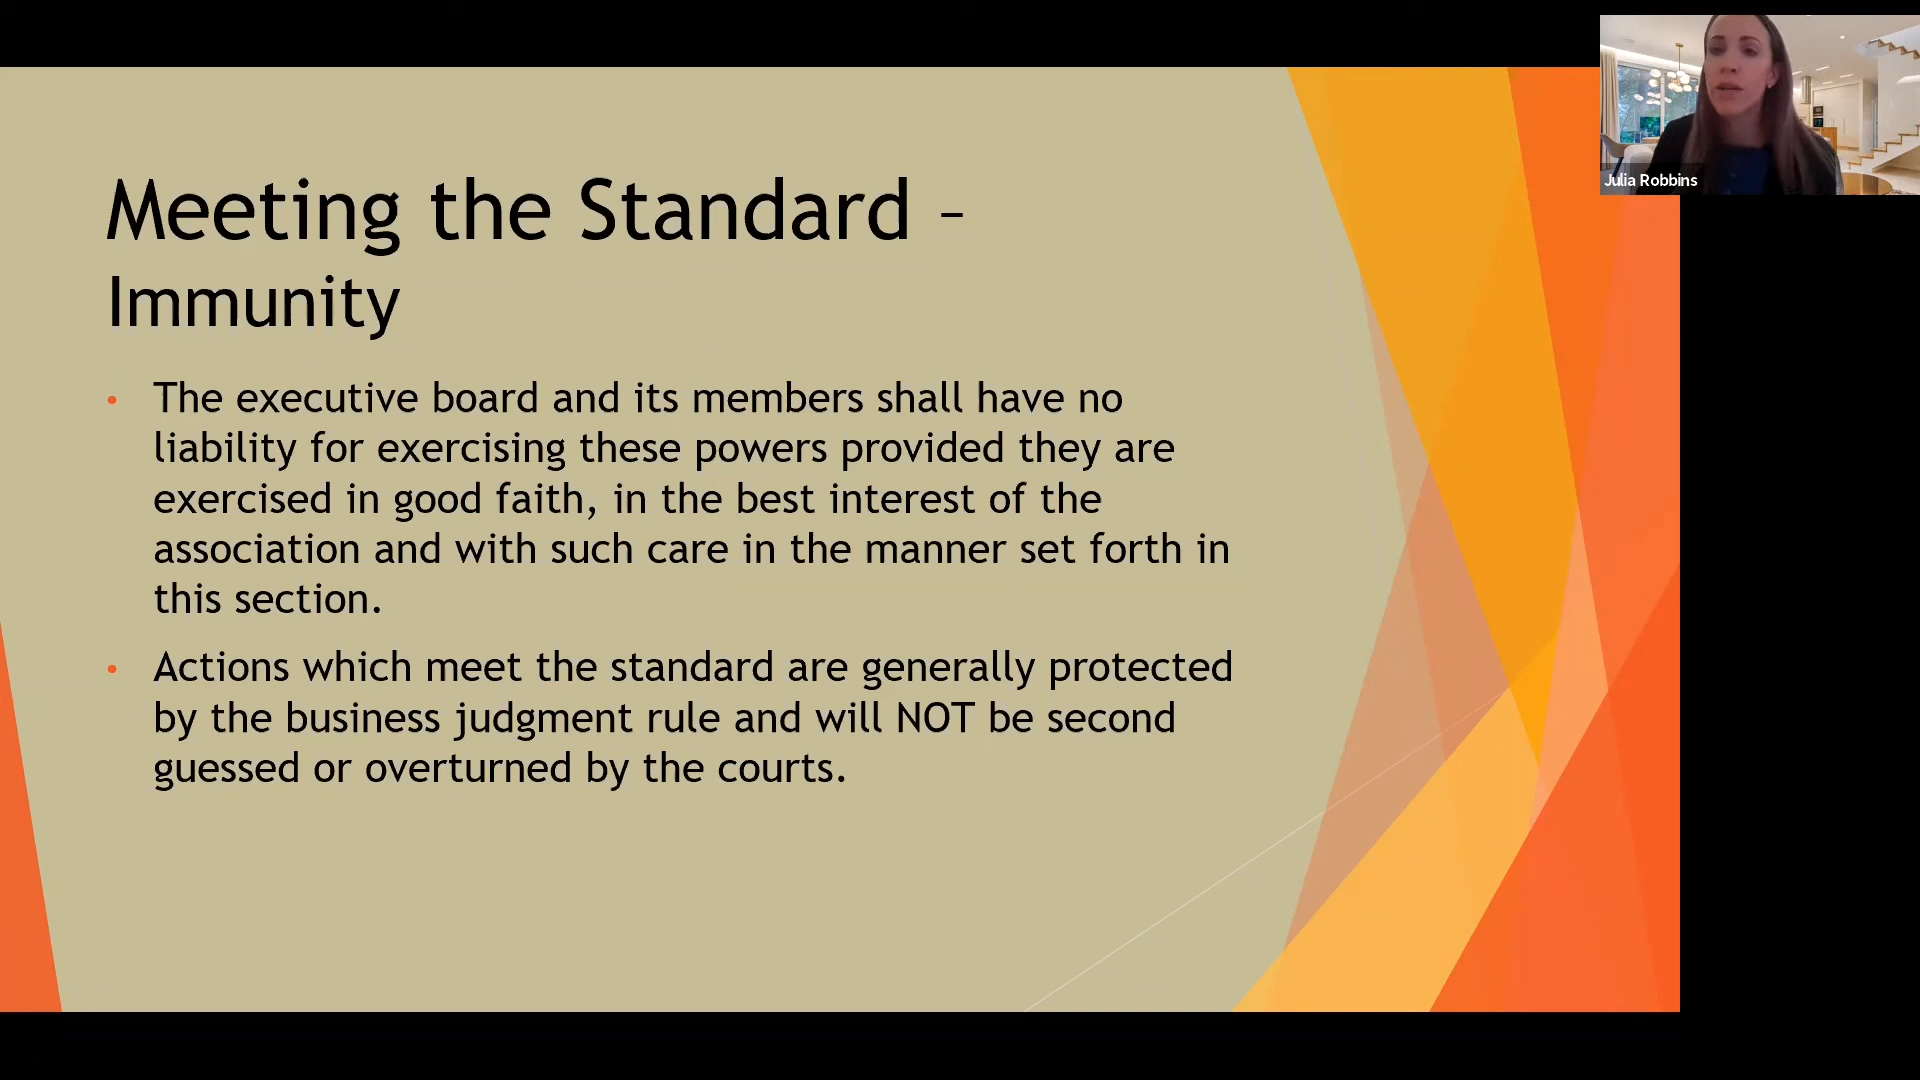 Julia Robbins
Meeting the Standard –
Immunity
• The executive board and its members shall have no
liability for exercising these powers provided they are
exercised in good faith, in the best interest of the
association and with such care in the manner set forth in
this section.
• Actions which meet the standard are generally protected
by the business judgment rule and will NOT be second
guessed or overturned by the courts.